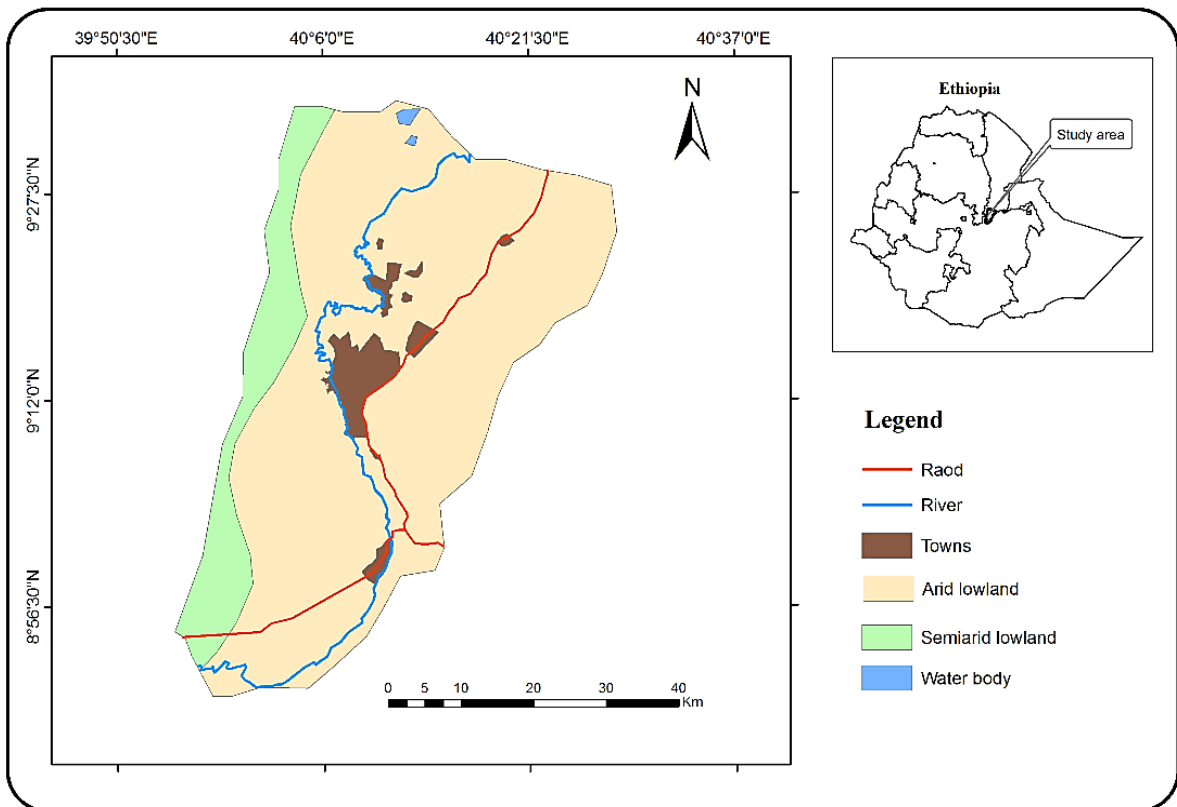 39°50'30"E 40°6'0"E 40°21'30"E 40°37'0"E
9°27'30"N
9°12'0"N
8°56'30"N
N
0 5 10 20 30 40
Km
Ethiopia
Study area
Legend
Raod
River
Towns
Arid lowland
Semiarid lowland
Water body